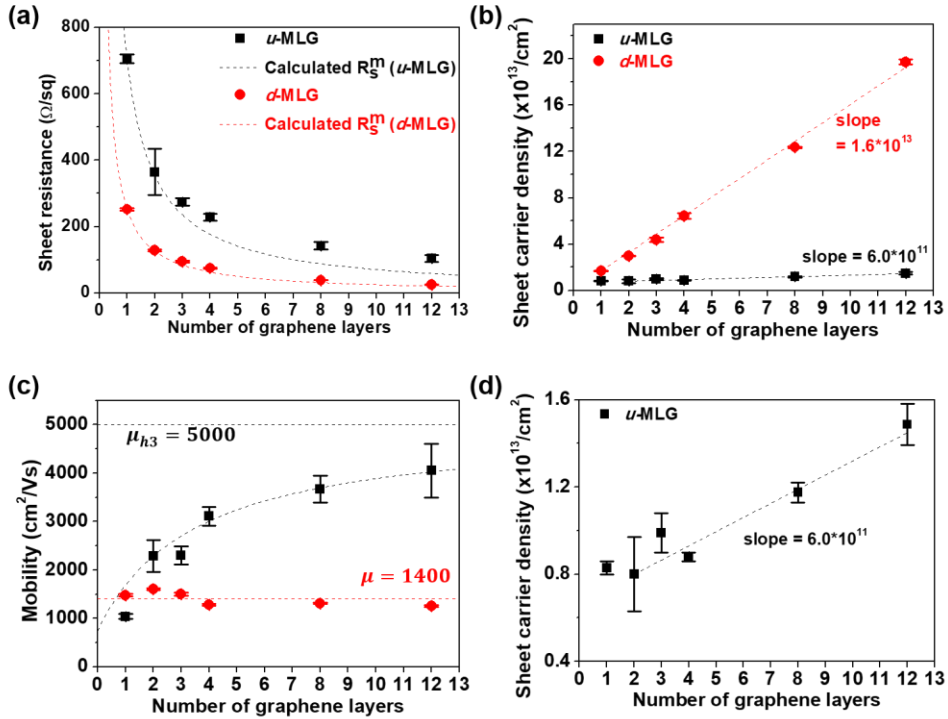 (a)
800
600
400
200
0
Sheet resistance (Ω/sq)
u-MLG
Calculated R_S^m (u-MLG)
d-MLG
Calculated R_S^m (d-MLG)
0 1 2 3 4 5 6 7 8 9 10 11 12 13
Number of graphene layers
(b)
20
16
12
8
4
0
Sheet carrier density (x10^13/cm^2)
u-MLG
d-MLG
slope
= 1.6*10^13
slope = 6.0*10^11
0 1 2 3 4 5 6 7 8 9 10 11 12 13
Number of graphene layers
(c)
5000
4000
3000
2000
1000
0
Mobility (cm^2/Vs)
μ_h3 = 5000
μ = 1400
0 1 2 3 4 5 6 7 8 9 10 11 12 13
Number of graphene layers
(d)
1.6
1.2
0.8
0.4
Sheet carrier density (x10^13/cm^2)
u-MLG
slope = 6.0*10^11
0 1 2 3 4 5 6 7 8 9 10 11 12 13
Number of graphene layers